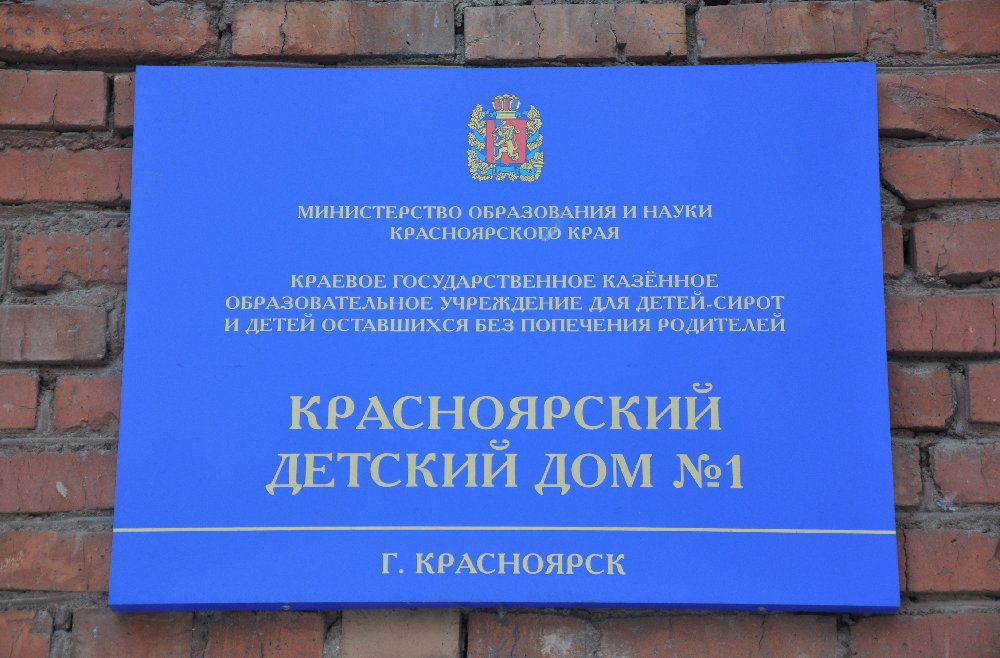 МИНИСТЕРСТВО ОБРАЗОВАНИЯ И НАУКИ
КРАСНОЯРСКОГО КРАЯ
КРАЕВОЕ ГОСУДАРСТВЕННОЕ КАЗЁННОЕ
ОБРАЗОВАТЕЛЬНОЕ УЧРЕЖДЕНИЕ ДЛЯ ДЕТЕЙ-СИРОТ
И ДЕТЕЙ ОСТАВШИХСЯ БЕЗ ПОПЕЧЕНИЯ РОДИТЕЛЕЙ
КРАСНОЯРСКИЙ
ДЕТСКИЙ ДОМ №1
Г. КРАСНОЯРСК